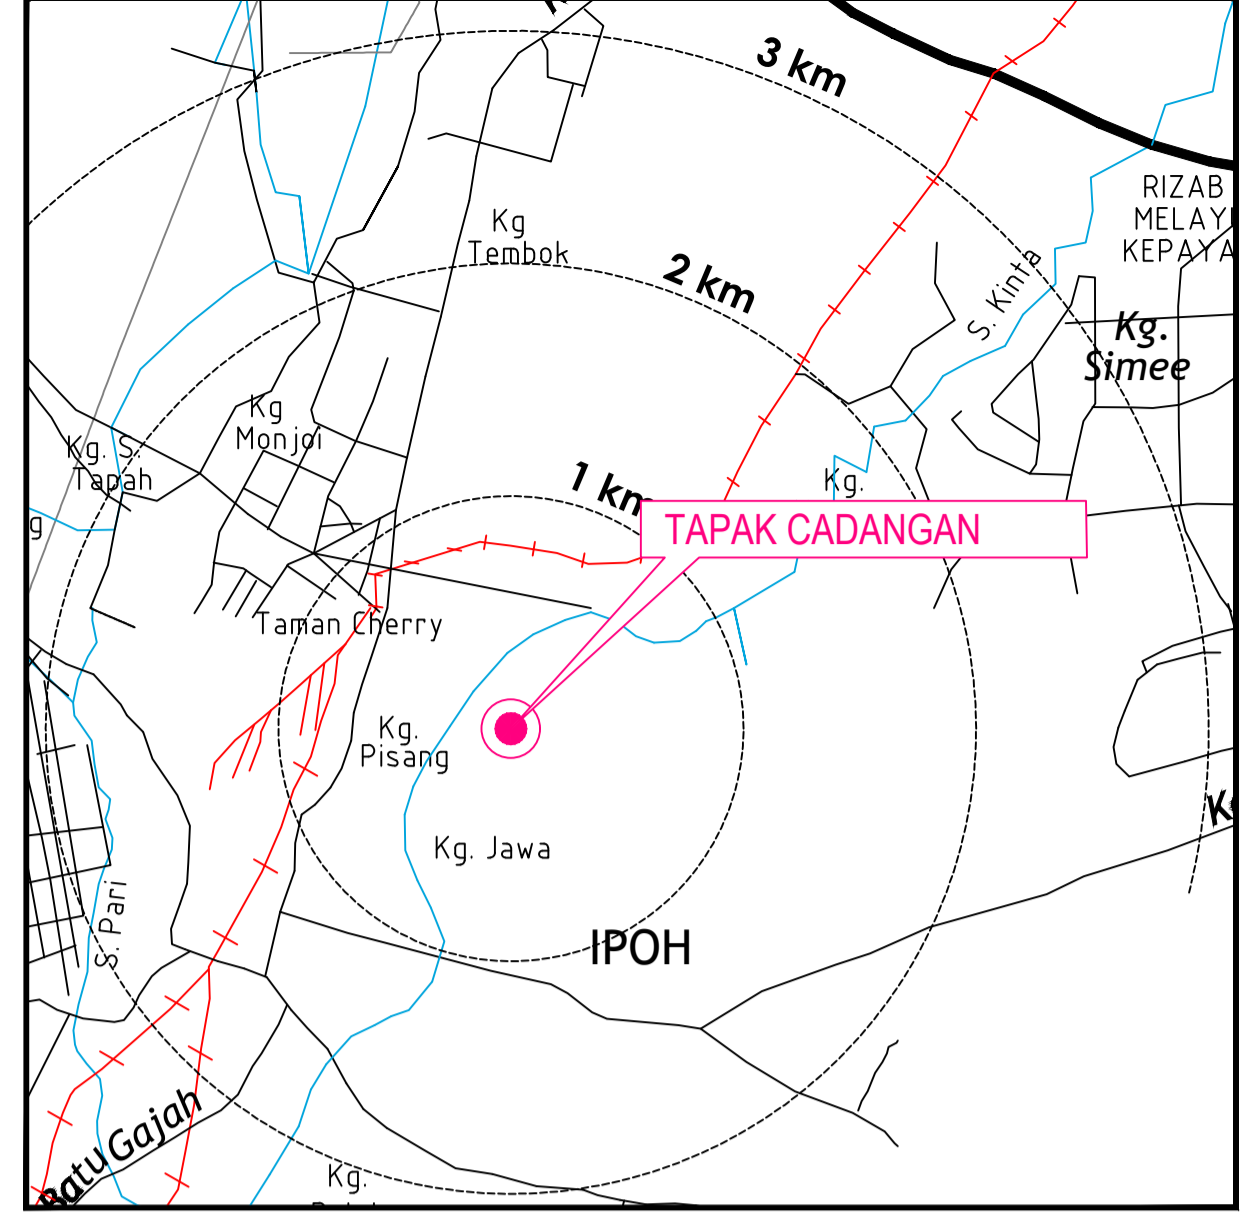 3 km
RIZAB
MELAYU
KEPAYA
Kg
Tembok
2 km
S. Kinta
Kg.
Simee
Kg
Monjoi
Kg. S.
Tapah
1 km
Kg.
g
TAPAK CADANGAN
Taman Cherry
Kg.
Pisang
Kg. Jawa
S. Pari
IPOH
Batu Gajah
Kg.